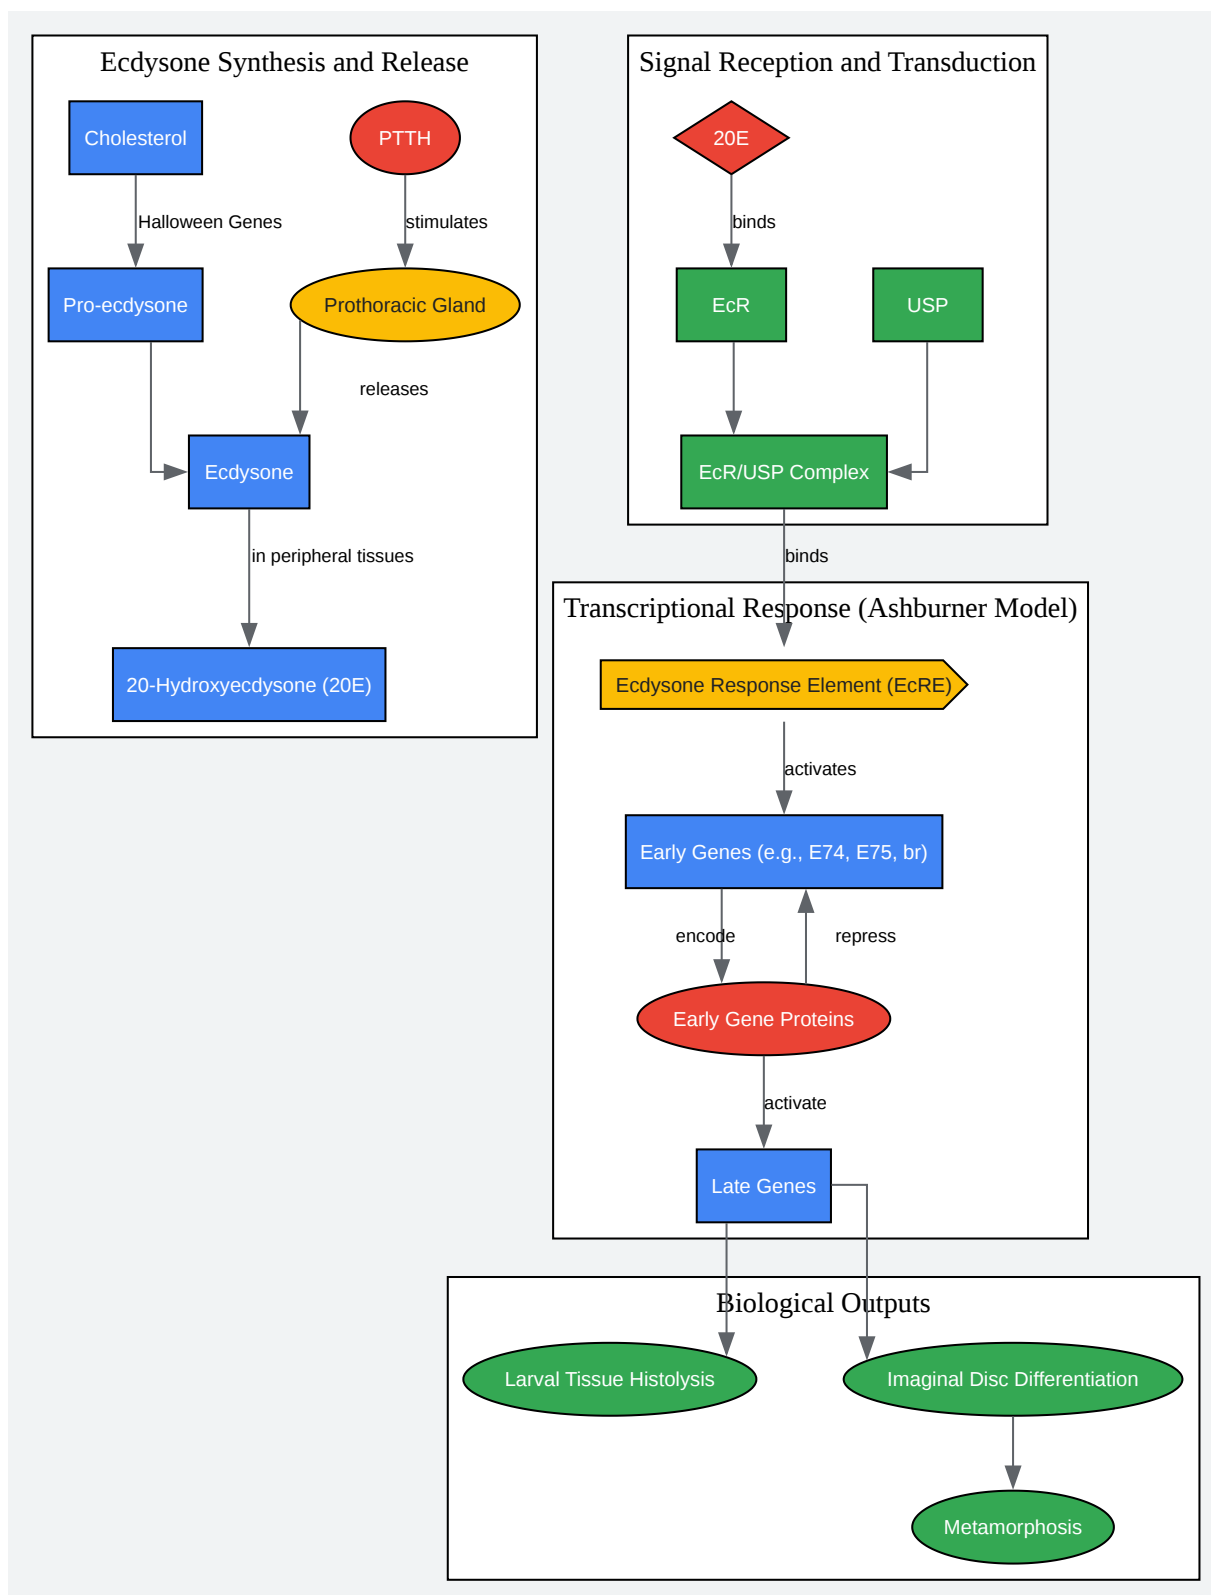 Ecdysone Synthesis and Release
Cholesterol
PTTH
Halloween Genes
stimulates
Pro-ecdysone
Prothoracic Gland
releases
Ecdysone
in peripheral tissues
20-Hydroxyecdysone (20E)
Signal Reception and Transduction
20E
binds
EcR
USP
EcR/USP Complex
binds
Transcriptional Response (Ashburner Model)
Ecdysone Response Element (EcRE)
activates
Early Genes (e.g., E74, E75, br)
encode
repress
Early Gene Proteins
activate
Late Genes
Biological Outputs
Larval Tissue Histolysis
Imaginal Disc Differentiation
Metamorphosis